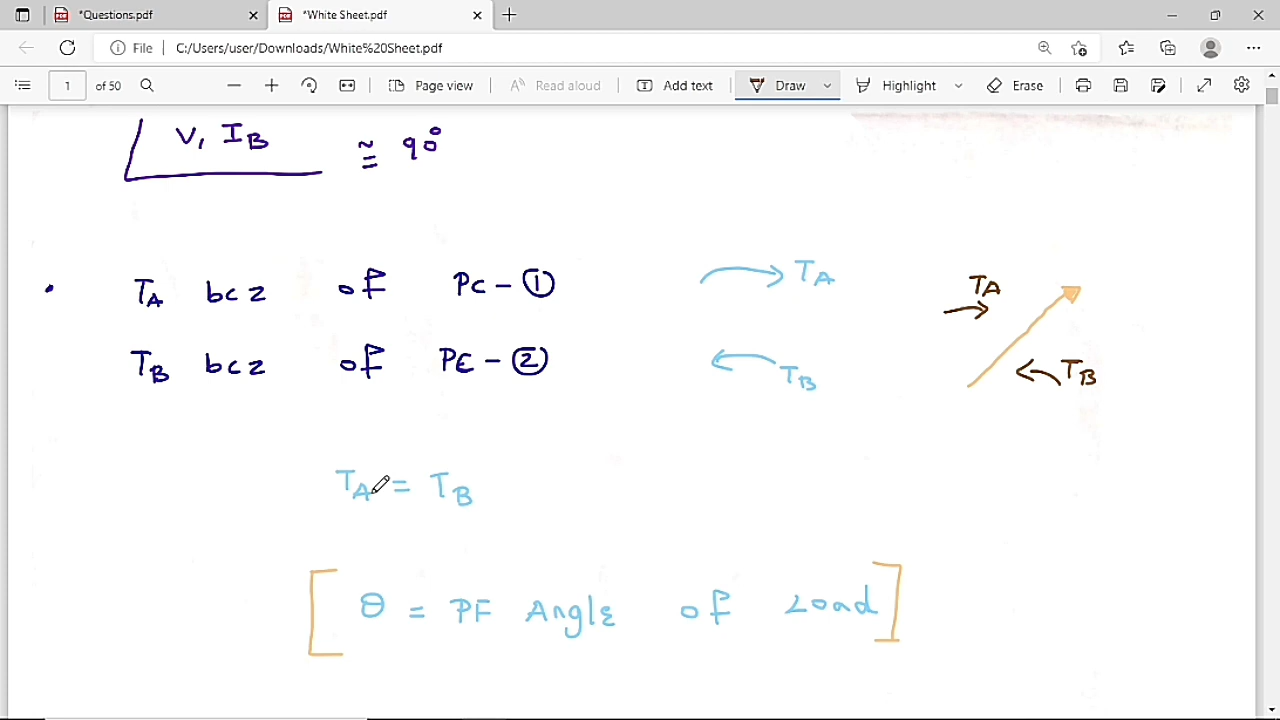 *Questions.pdf
*White Sheet.pdf
File C:/Users/user/Downloads/White%20Sheet.pdf
1 of 50 Page view Read aloud Add text Draw Highlight Erase
V, IB ≅ 90°
• TA bcz of PC - ① TA
TA
TB bcz of PC - ② TB
TB
TA = TB
[ θ = PF Angle of Load ]